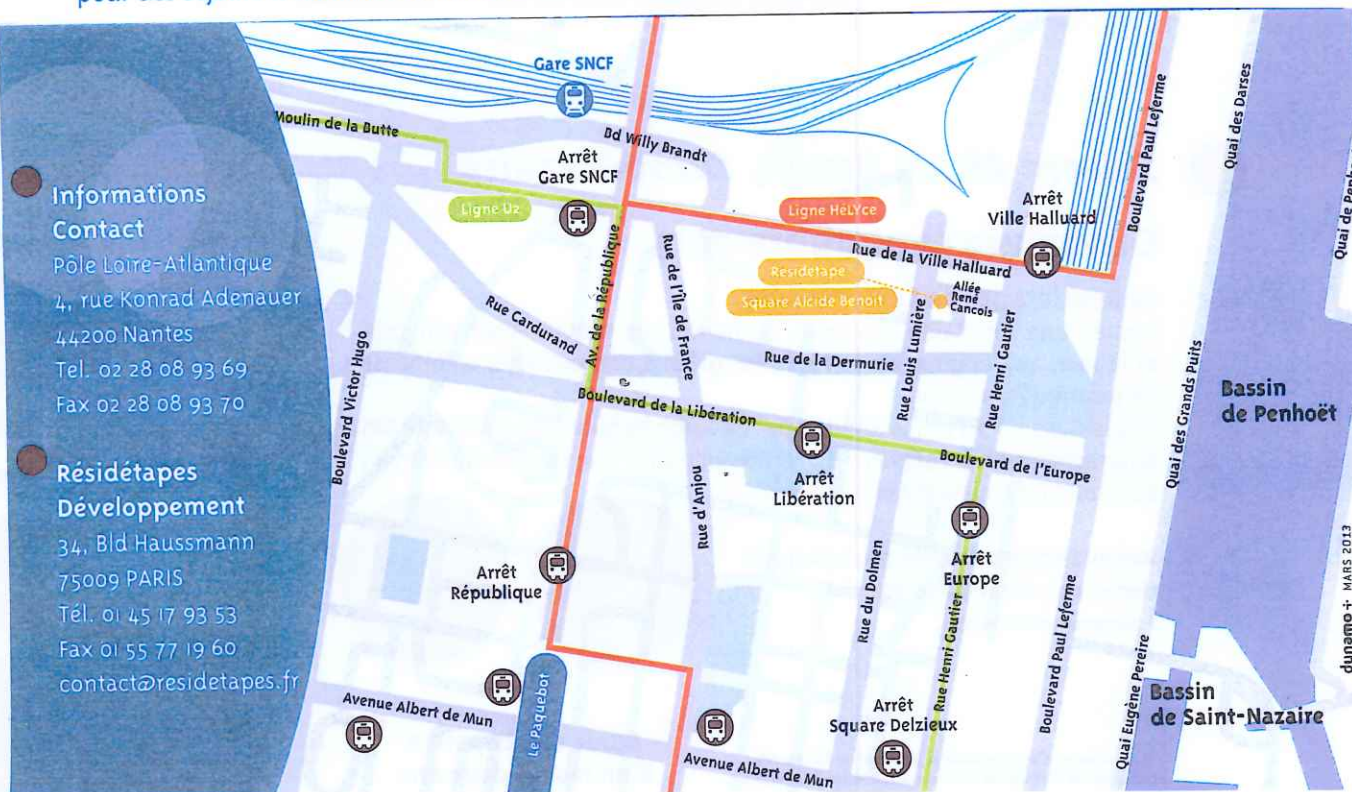 Informations
Contact
Pôle Loire-Atlantique
4, rue Konrad Adenauer
44200 Nantes
Tel. 02 28 08 93 69
Fax 02 28 08 93 70
Résidétapes
Développement
34, Bld Haussmann
75009 PARIS
Tél. 01 45 17 93 53
Fax 01 55 77 19 60
contact@residetapes.fr
Gare SNCF
Moulin de la Butte
Bd Willy Brandt
Arrêt
Gare SNCF
Ligne U2
Ligne HéLYce
Arrêt
Ville Halluard
Rue de la Ville Halluard
Boulevard Paul Leferme
Quai des Darses
Residétape
Square Alcide Benoit
Allée
René
Cancois
Av. de la République
Rue de l'Île de France
Rue Cardurand
Boulevard Victor Hugo
Rue de la Dermurie
Rue Louis Lumière
Rue Henri Gautier
Quai des Grands Puits
Bassin
de Penhoët
Boulevard de la Libération
Arrêt
Libération
Boulevard de l'Europe
Rue d'Anjon
Arrêt
Europe
Arrêt
République
Rue du Dolmen
Rue Henri Gautier
Boulevard Paul Leferme
Quai Eugène Pereire
Bassin
de Saint-Nazaire
Le Paquebot
Avenue Albert de Mun
Arrêt
Square Delzieux
Avenue Albert de Mun
dynamo+ MARS 2013